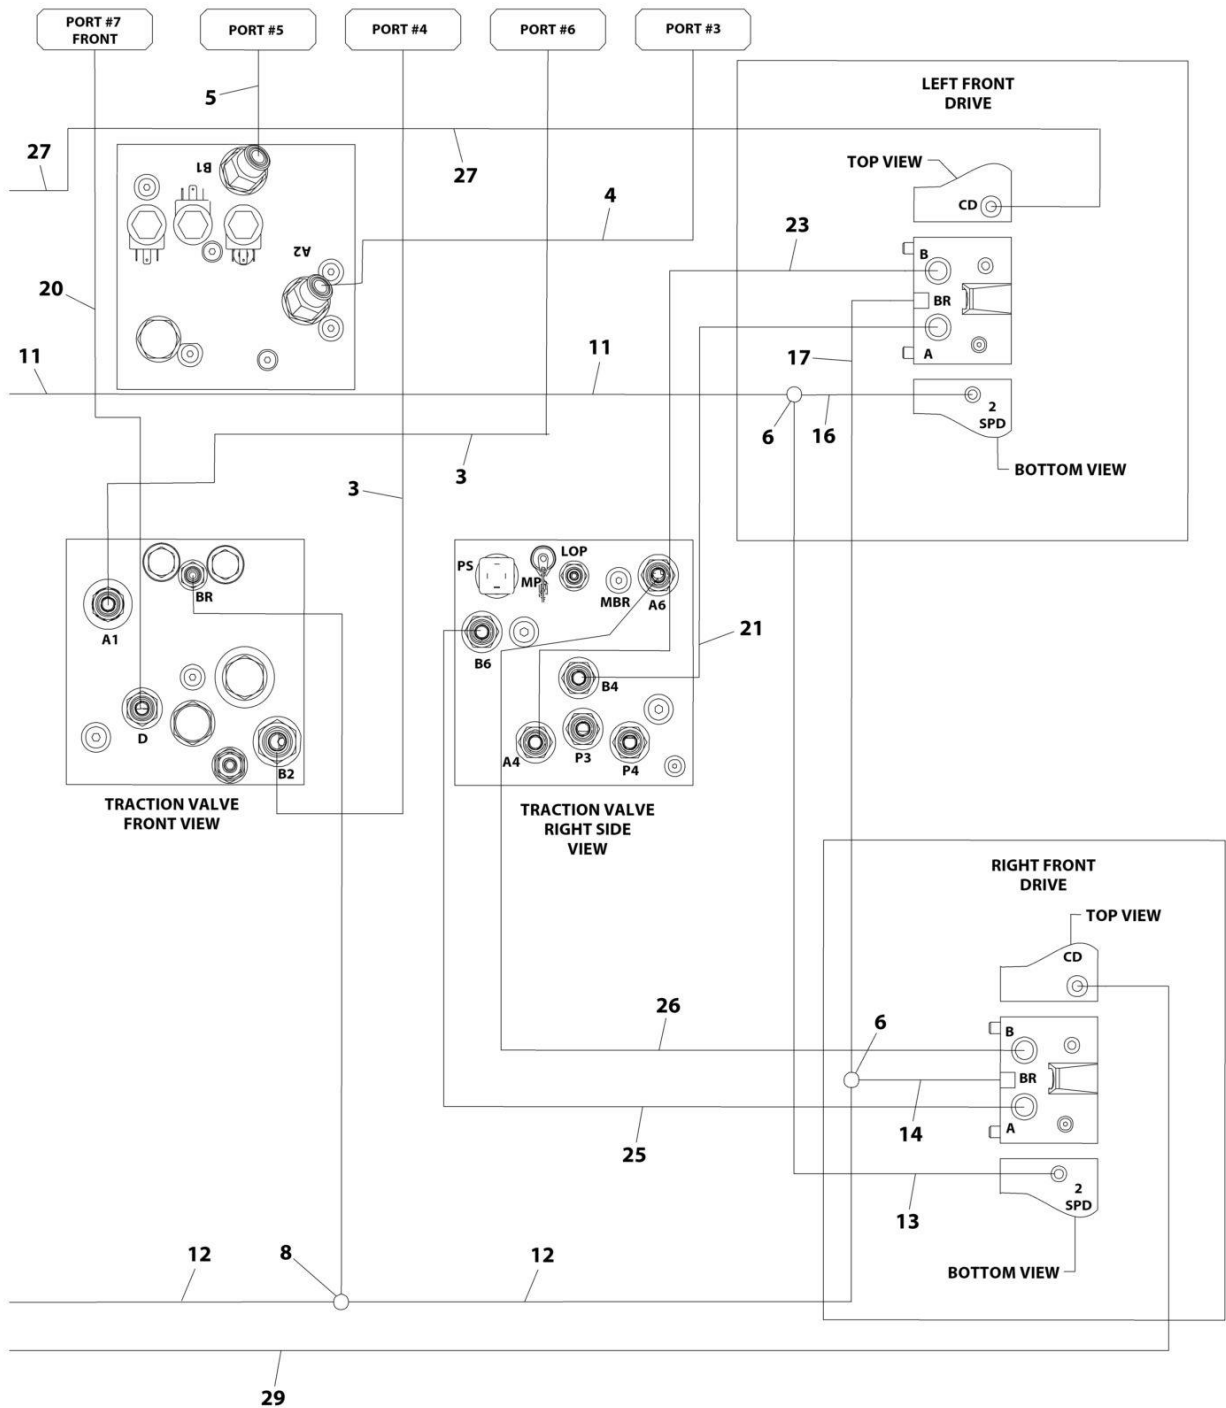 PORT #7
FRONT
PORT #5
PORT #4
PORT #6
PORT #3
LEFT FRONT
DRIVE
5
27
27
B1
TOP VIEW
CD
4
23
A2
B
20
BR
17
A
11
11
6
16
2
SPD
BOTTOM VIEW
3
3
PS
MP
LOP
MBR
A6
BR
A1
B6
21
B4
D
B2
A4
P3
P4
TRACTION VALVE
FRONT VIEW
TRACTION VALVE
RIGHT SIDE
VIEW
RIGHT FRONT
DRIVE
TOP VIEW
CD
26
6
B
BR
14
A
25
13
2
SPD
BOTTOM VIEW
12
8
12
29